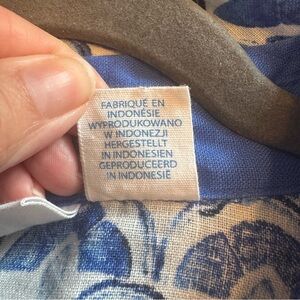 FABRIQUÉ EN
INDONÉSIE
WYPRODUKOWANO
W INDONEZJI
HERGESTELLT
IN INDONESIEN
GEPRODUCEERD
IN INDONESIË